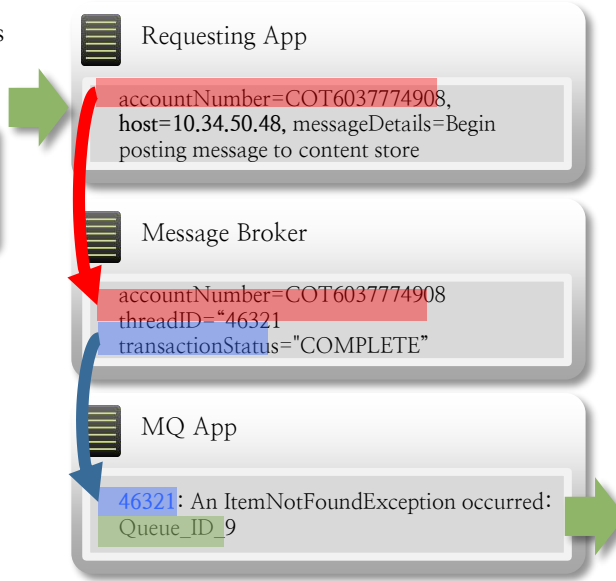 s
Requesting App
accountNumber=COT6037774908,
host=10.34.50.48, messageDetails=Begin
posting message to content store
Message Broker
accountNumber=COT6037774908
threadID=“46321
transactionStatus="COMPLETE”
MQ App
46321: An ItemNotFoundException occurred:
Queue_ID_9